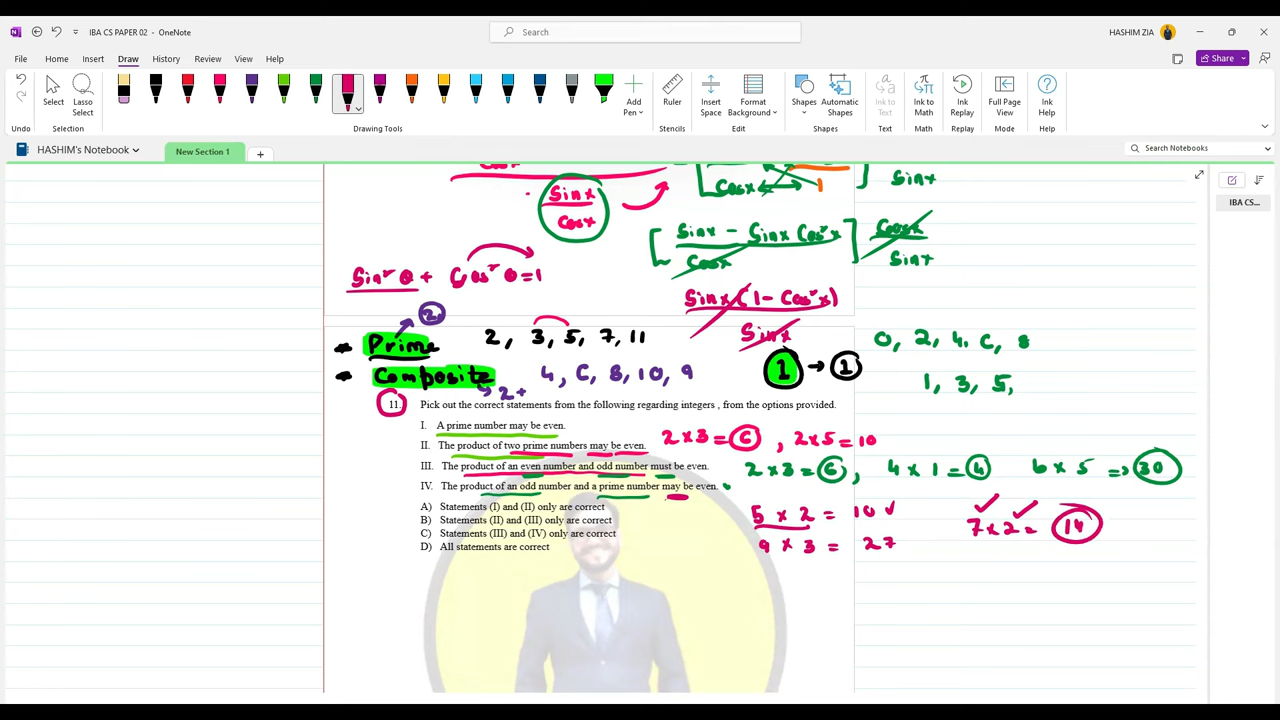 IBA CS PAPER 02 - OneNote
Search
HASHIM ZIA
File Home Insert Draw History Review View Help
Share
Undo
Select
Lasso Select
Add Pen
Ruler
Insert Space
Format Background
Shapes
Automatic Shapes
Ink to Text
Ink to Math
Ink Replay
Full Page View
Ink Help
Undo Selection Drawing Tools Stencils Edit Shapes Text Math Replay Mode Help
HASHIM's Notebook
New Section 1
+
Search Notebooks
IBA CS...
Sinx
Cosx
Cosx 1 ] Sinx
[ Sinx - Sinx Cos²x ] Cosx
Cosx Sinx
Sin²θ + Cos²θ = 1
Sinx (1 - Cos²x)
Sinx
2
Prime 2, 3, 5, 7, 11
1 → 1
0, 2, 4, 6, 8
Composite 4, 6, 8, 10, 9
1, 3, 5,
2+
11. Pick out the correct statements from the following regarding integers , from the options provided.
I. A prime number may be even.
II. The product of two prime numbers may be even. 2 x 3 = 6 , 2 x 5 = 10
III. The product of an even number and odd number must be even. 2 x 3 = 6 , 4 x 1 = 4 6 x 5 => 30
IV. The product of an odd number and a prime number may be even.
A) Statements (I) and (II) only are correct
B) Statements (II) and (III) only are correct
C) Statements (III) and (IV) only are correct
D) All statements are correct
5 x 2 = 10 ✓
7 x 2 = 14
9 x 3 = 27